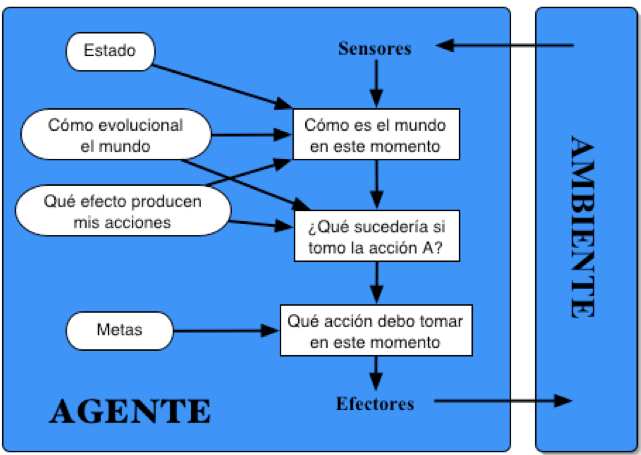 Estado
Sensores
Cómo evolucional
el mundo
Cómo es el mundo
en este momento
Qué efecto producen
mis acciones
¿Qué sucedería si
tomo la acción A?
Metas
Qué acción debo tomar
en este momento
AGENTE
Efectores
AMBIENTE